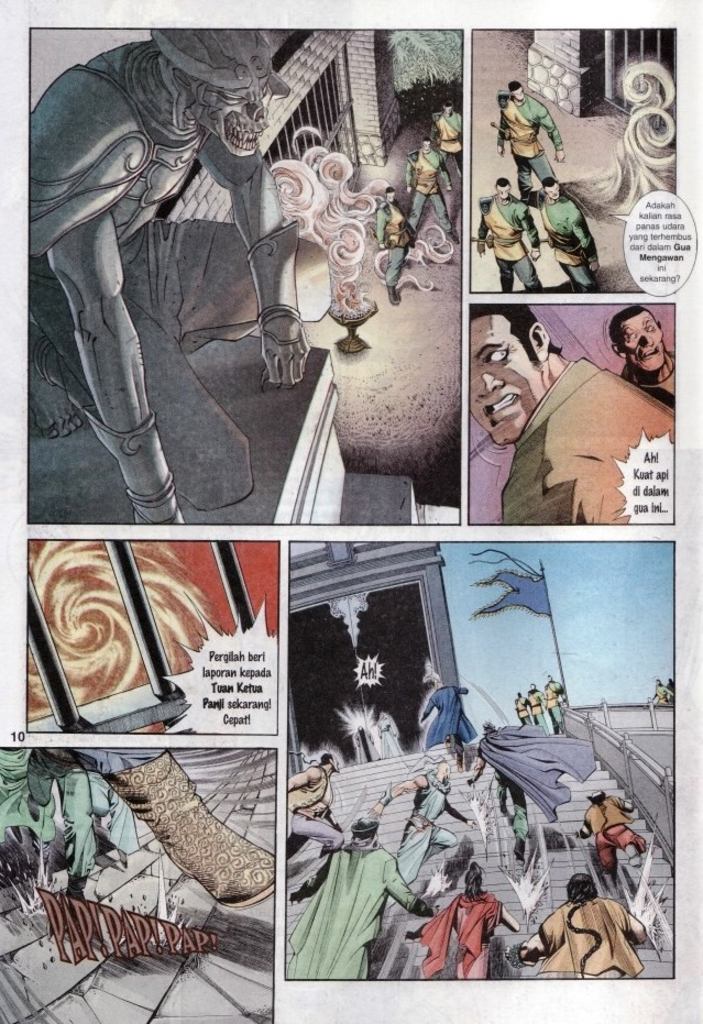 Adakah
kalian rasa
panas udara
yang terhembus
dari dalam Gua
Mengawan
ini
sekarang?
Ah!
Kuat api
di dalam
gua ini...
Pergilah beri
laporan kepada
Tuan Ketua
Panji sekarang!
Cepat!
10
PAP! PAP! PAP!
Ah!